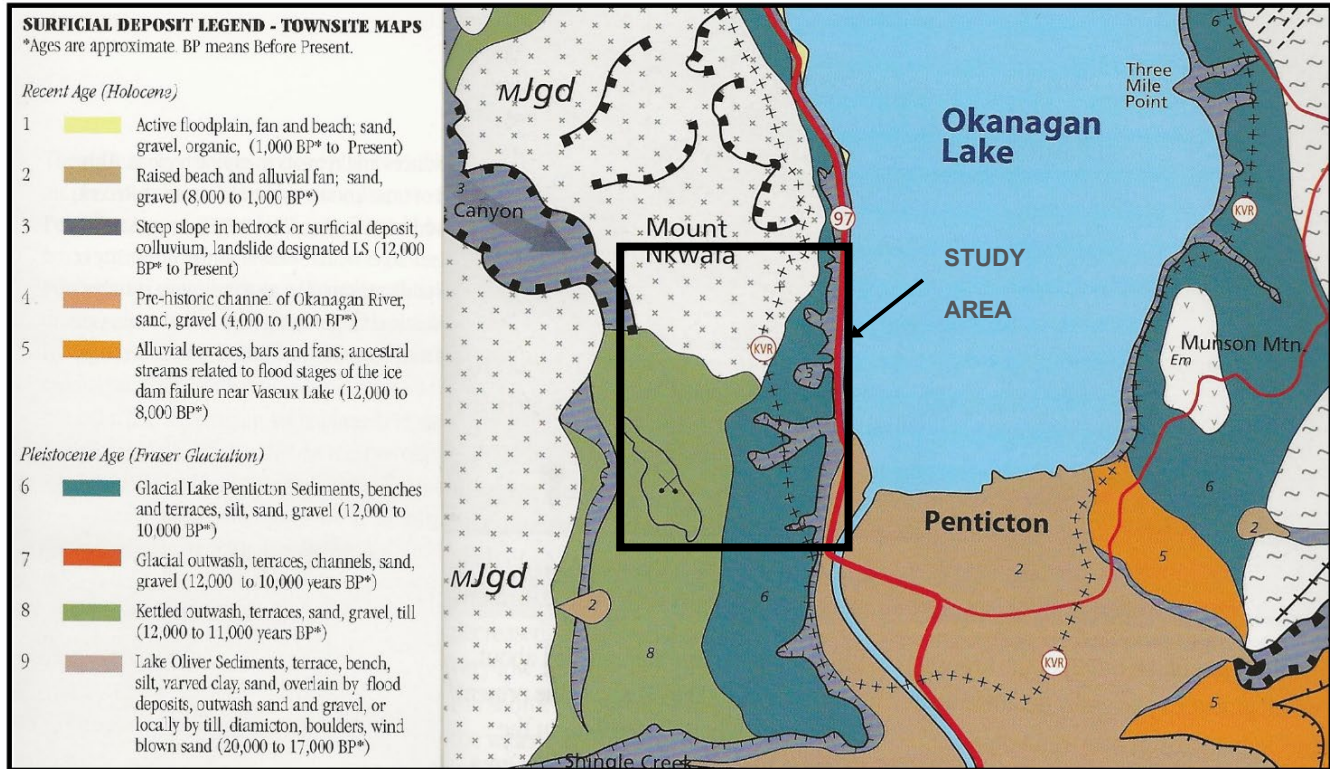 SURFICIAL DEPOSIT LEGEND - TOWNSITE MAPS
*Ages are approximate. BP means Before Present.
Recent Age (Holocene)
1 Active floodplain, fan and beach; sand,
gravel, organic, (1,000 BP* to Present)
2 Raised beach and alluvial fan; sand,
gravel (8,000 to 1,000 BP*)
3 Steep slope in bedrock or surficial deposit,
colluvium, landslide designated LS (12,000
BP* to Present)
4 Pre-historic channel of Okanagan River,
sand, gravel (4,000 to 1,000 BP*)
5 Alluvial terraces, bars and fans; ancestral
streams related to flood stages of the ice
dam failure near Vaseux Lake (12,000 to
8,000 BP*)
Pleistocene Age (Fraser Glaciation)
6 Glacial Lake Penticton Sediments, benches
and terraces, silt, sand, gravel (12,000 to
10,000 BP*)
7 Glacial outwash, terraces, channels, sand,
gravel (12,000 to 10,000 years BP*)
8 Kettled outwash, terraces, sand, gravel, till
(12,000 to 11,000 years BP*)
9 Lake Oliver Sediments, terrace, bench,
silt, varved clay, sand, overlain by flood
deposits, outwash sand and gravel, or
locally by till, diamicton, boulders, wind
blown sand (20,000 to 17,000 BP*)
6
6
MJgd
Three
Mile
Point
Okanagan
Lake
3
Canyon
KVR
97
Mount
Nkwala
STUDY
AREA
KVR
Munson Mtn.
Em
3
6
Penticton
2
5
2
MJgd
2
6
8
KVR
5
5
Shingle Creek